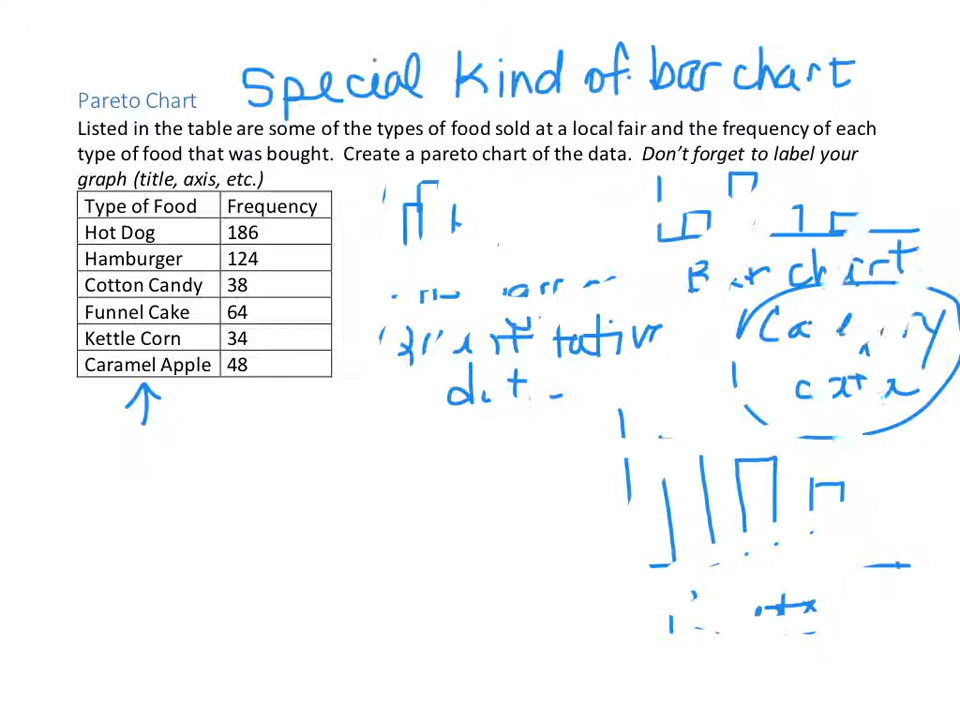 Special kind of bar chart
Pareto Chart
Listed in the table are some of the types of food sold at a local fair and the frequency of each
type of food that was bought. Create a pareto chart of the data. Don't forget to label your
graph (title, axis, etc.)
Type of Food Frequency
Hot Dog 186
Hamburger 124
Cotton Candy 38
Funnel Cake 64
Kettle Corn 34
Caramel Apple 48
Bar chart